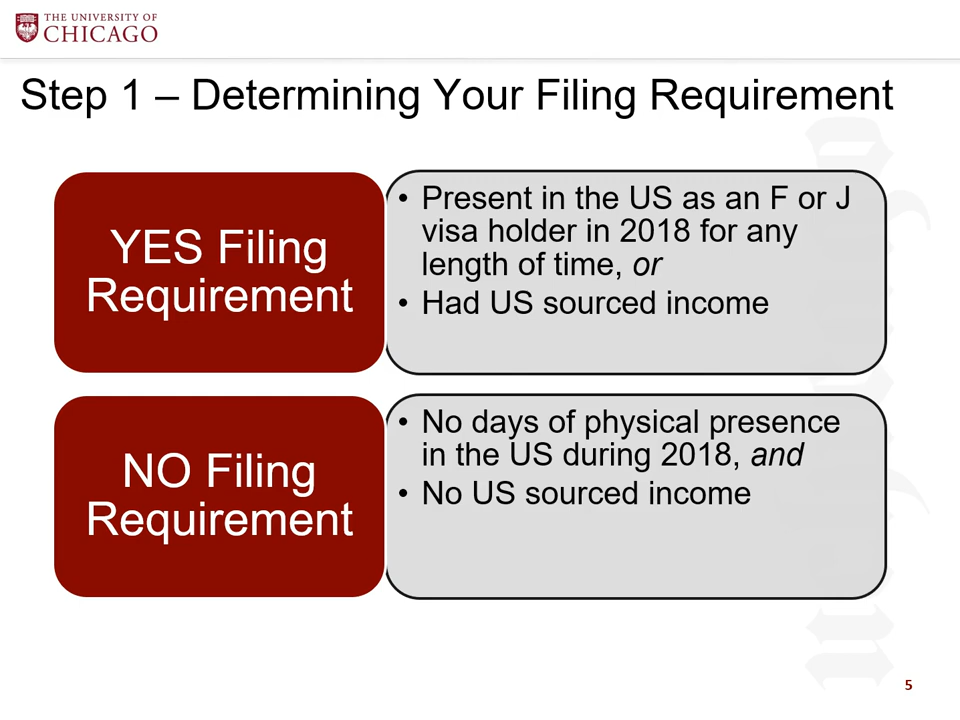 THE UNIVERSITY OF
CHICAGO
Step 1 – Determining Your Filing Requirement
YES Filing
Requirement
• Present in the US as an F or J
visa holder in 2018 for any
length of time, or
• Had US sourced income
NO Filing
Requirement
• No days of physical presence
in the US during 2018, and
• No US sourced income
5